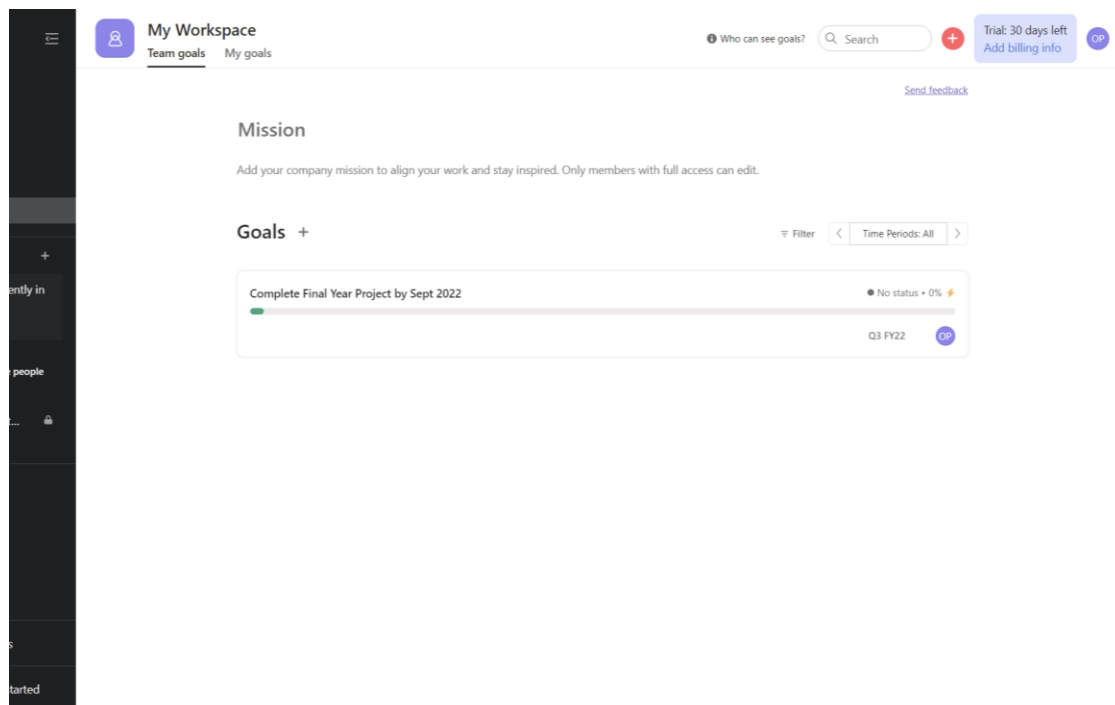 My Workspace
Team goals My goals
Who can see goals?
Search
Trial: 30 days left
Add billing info
OP
Send feedback
Mission
Add your company mission to align your work and stay inspired. Only members with full access can edit.
Goals +
Filter
Time Periods: All
Complete Final Year Project by Sept 2022
No status • 0%
Q3 FY22
OP
in
people